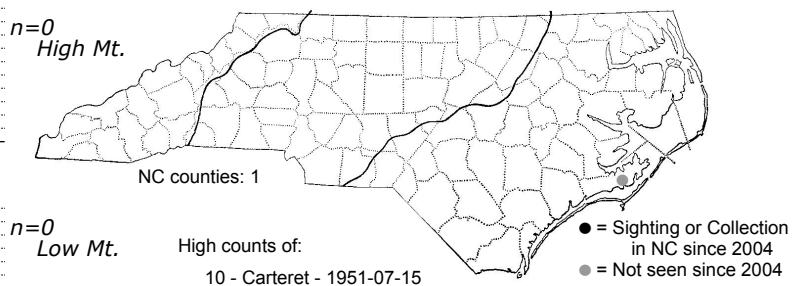 n=0
High Mt.
NC counties: 1
n=0
Low Mt.
High counts of:
10 - Carteret - 1951-07-15
= Sighting or Collection
in NC since 2004
= Not seen since 2004